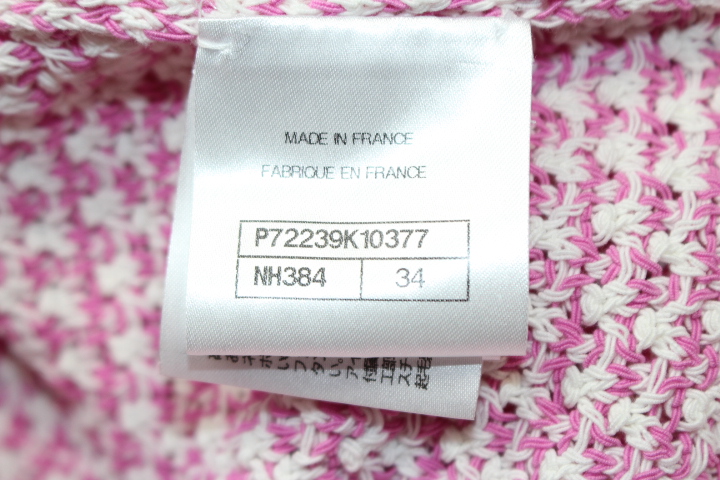 MADE IN FRANCE
FABRIQUE EN FRANCE
P72239K10377
NH384 34